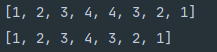 [1, 2, 3, 4, 4, 3, 2, 1]
[1, 2, 3, 4, 3, 2, 1]